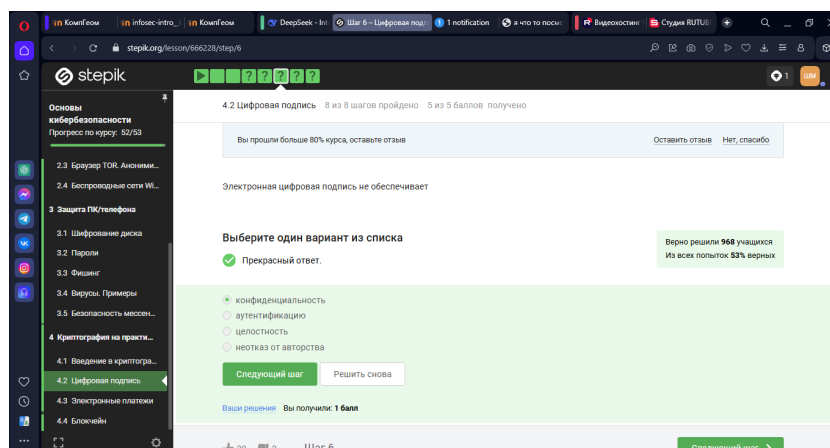 КомпГеом
infosec-intro_
КомпГеом
DeepSeek - Int
Шаг 6 – Цифровая под
1 notification
я что то посмо
Видеохостинг
Студия RUTUB
stepik.org/lesson/666228/step/6
stepik
? ? ? ? ?
1
ШМ
Основы
кибербезопасности
Прогресс по курсу: 52/53
2.3 Браузер TOR. Аноними...
2.4 Беспроводные сети Wi...
3 Защита ПК/телефона
3.1 Шифрование диска
3.2 Пароли
3.3 Фишинг
3.4 Вирусы. Примеры
3.5 Безопасность мессен...
4 Криптография на практи...
4.1 Введение в криптогра...
4.2 Цифровая подпись
4.3 Электронные платежи
4.4 Блокчейн
4.2 Цифровая подпись 8 из 8 шагов пройдено 5 из 5 баллов получено
Вы прошли больше 80% курса, оставьте отзыв
Оставить отзыв Нет, спасибо
Электронная цифровая подпись не обеспечивает
Выберите один вариант из списка
Прекрасный ответ.
Верно решили 968 учащихся
Из всех попыток 53% верных
конфиденциальность
аутентификацию
целостность
неотказ от авторства
Следующий шаг Решить снова
Ваши решения Вы получили: 1 балл
Шаг 6
Следующий шаг